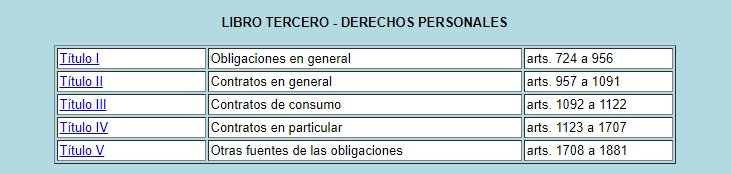 LIBRO TERCERO - DERECHOS PERSONALES
Título I Obligaciones en general arts. 724 a 956
Título II Contratos en general arts. 957 a 1091
Título III Contratos de consumo arts. 1092 a 1122
Título IV Contratos en particular arts. 1123 a 1707
Título V Otras fuentes de las obligaciones arts. 1708 a 1881